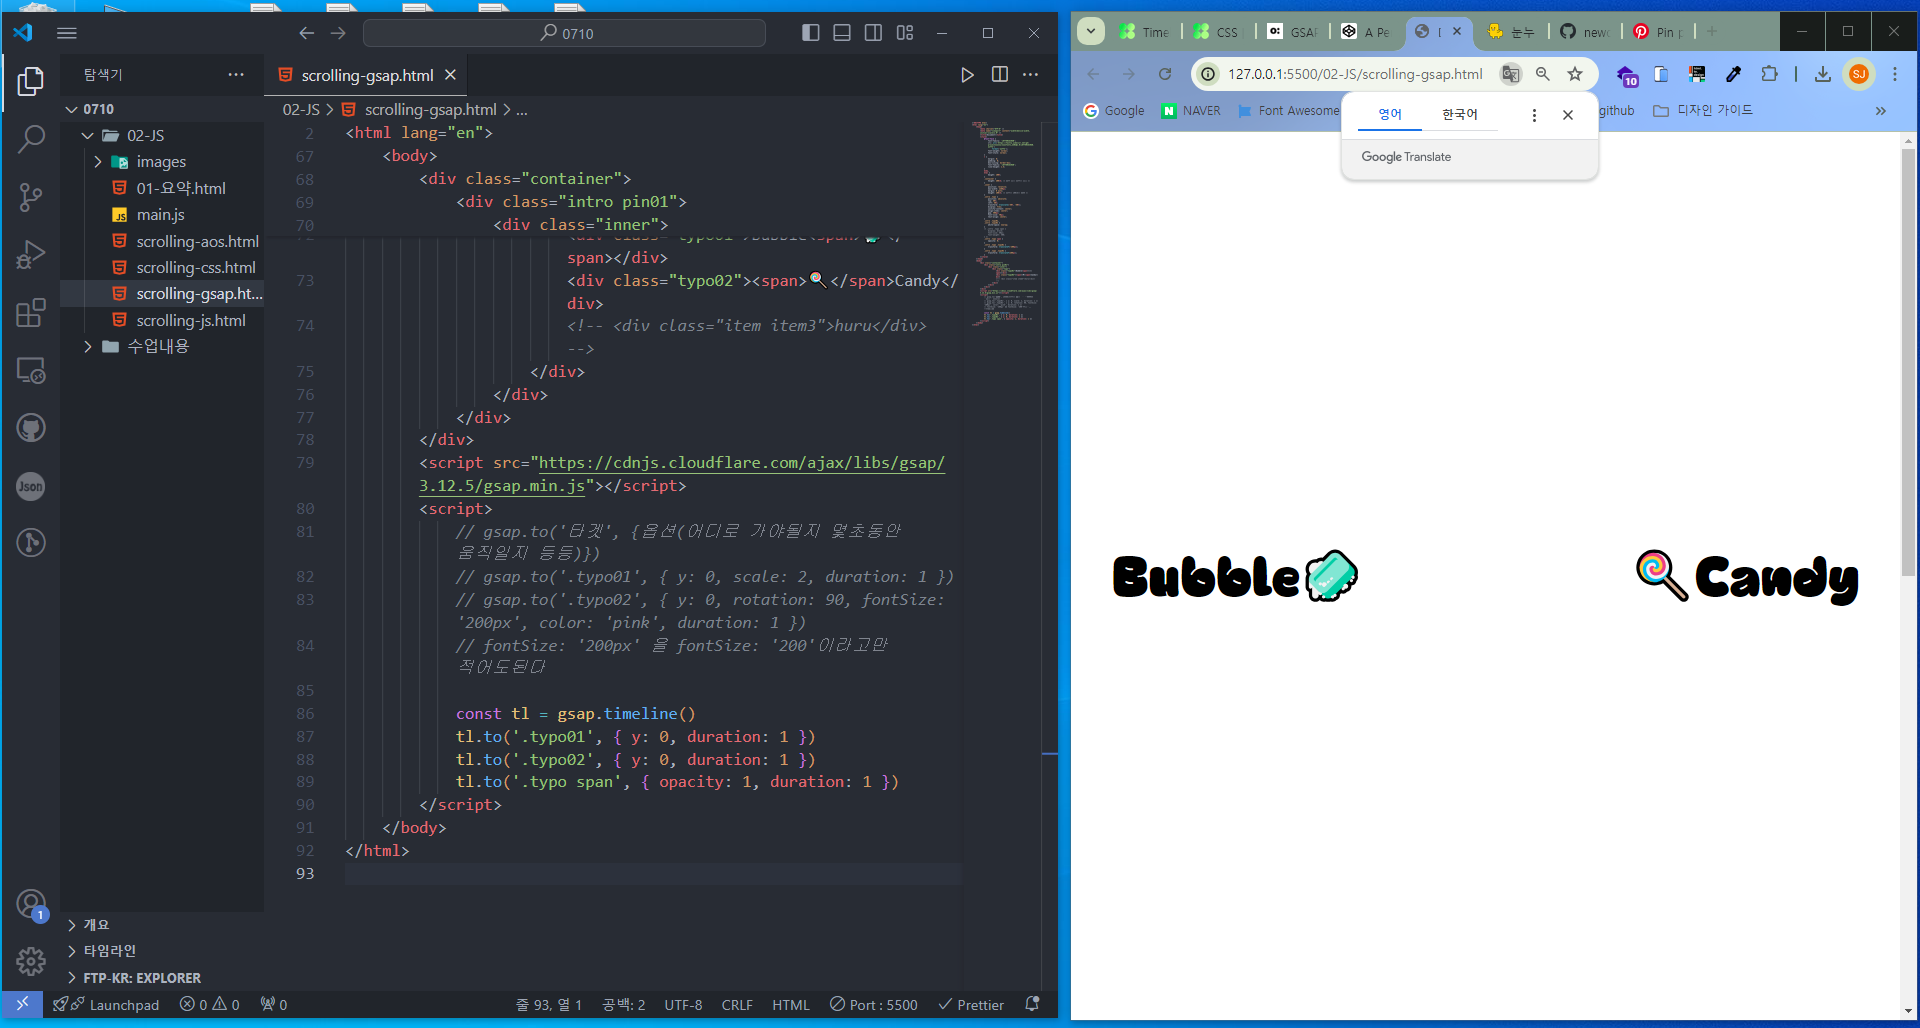 0710
탐색기
scrolling-gsap.html
0710
02-JS
images
01-요약.html
main.js
scrolling-aos.html
scrolling-css.html
scrolling-gsap.ht...
scrolling-js.html
수업내용
개요
타임라인
FTP-KR: EXPLORER
1
02-JS > scrolling-gsap.html > ...
2 <html lang="en">
67 <body>
68 <div class="container">
69 <div class="intro pin01">
70 <div class="inner">
span></div>
73 <div class="typo02"><span>🍭</span>Candy</
div>
74 <!-- <div class="item item3">huru</div>
-->
75 </div>
76 </div>
77 </div>
78 </div>
79 <script src="https://cdnjs.cloudflare.com/ajax/libs/gsap/
3.12.5/gsap.min.js"></script>
80 <script>
81 // gsap.to('타겟', {옵션(어디로 가야될지 몇초동안
움직일지 등등)})
82 // gsap.to('.typo01', { y: 0, scale: 2, duration: 1 })
83 // gsap.to('.typo02', { y: 0, rotation: 90, fontSize:
'200px', color: 'pink', duration: 1 })
84 // fontSize: '200px' 을 fontSize: '200'이라고만
적어도된다
85
86 const tl = gsap.timeline()
87 tl.to('.typo01', { y: 0, duration: 1 })
88 tl.to('.typo02', { y: 0, duration: 1 })
89 tl.to('.typo span', { opacity: 1, duration: 1 })
90 </script>
91 </body>
92 </html>
93
Json
Launchpad
0 0
0
줄 93, 열 1
공백: 2
UTF-8
CRLF
HTML
Port : 5500
Prettier
Time
CSS
GSA
A Pe
눈누
newc
Pin
127.0.0.1:5500/02-JS/scrolling-gsap.html
10
SJ
Google
NAVER
Font Awesome
github
디자인 가이드
영어
한국어
Google Translate
Bubble
Candy